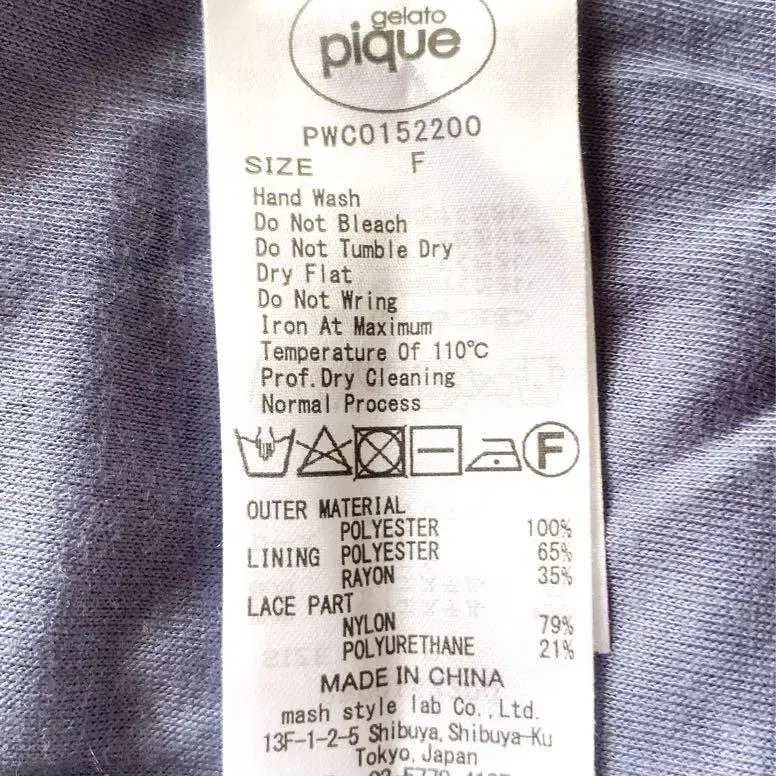 gelato
pique
PWCO152200
SIZE F
Hand Wash
Do Not Bleach
Do Not Tumble Dry
Dry Flat
Do Not Wring
Iron At Maximum
Temperature Of 110℃
Prof. Dry Cleaning
Normal Process
F
OUTER MATERIAL
POLYESTER 100%
LINING POLYESTER 65%
RAYON 35%
LACE PART
NYLON 79%
POLYURETHANE 21%
MADE IN CHINA
mash style lab Co., Ltd.
13F-1-2-5 Shibuya, Shibuya-Ku
Tokyo, Japan